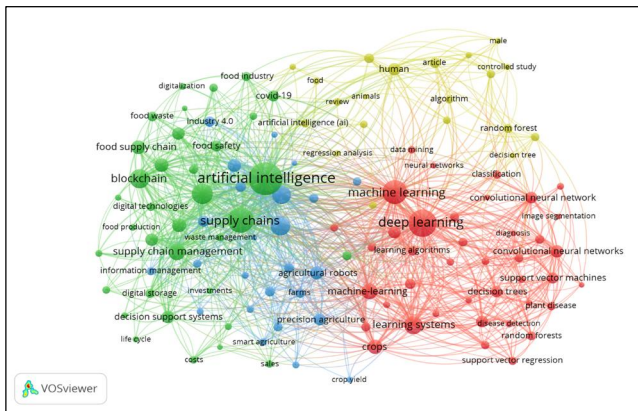 male
human
article
controlled study
food industry
digitalization
food
covid-19
review
animals
algorithm
food waste
industry 4.0
artificial intelligence (ai)
random forest
food supply chain
food safety
regression analysis
data mining
decision tree
neural networks
classification
blockchain
artificial intelligence
machine learning
convolutional neural network
digital technologies
image segmentation
food production
supply chains
deep learning
diagnosis
waste management
supply chain management
learning algorithms
convolutional neural networks
information management
agricultural robots
support vector machines
digital storage
investments
farms
machine-learning
decision trees
plant disease
decision support systems
precision agriculture
learning systems
disease detection
smart agriculture
random forests
life cycle
crops
costs
sales
support vector regression
crop yield
VOSviewer